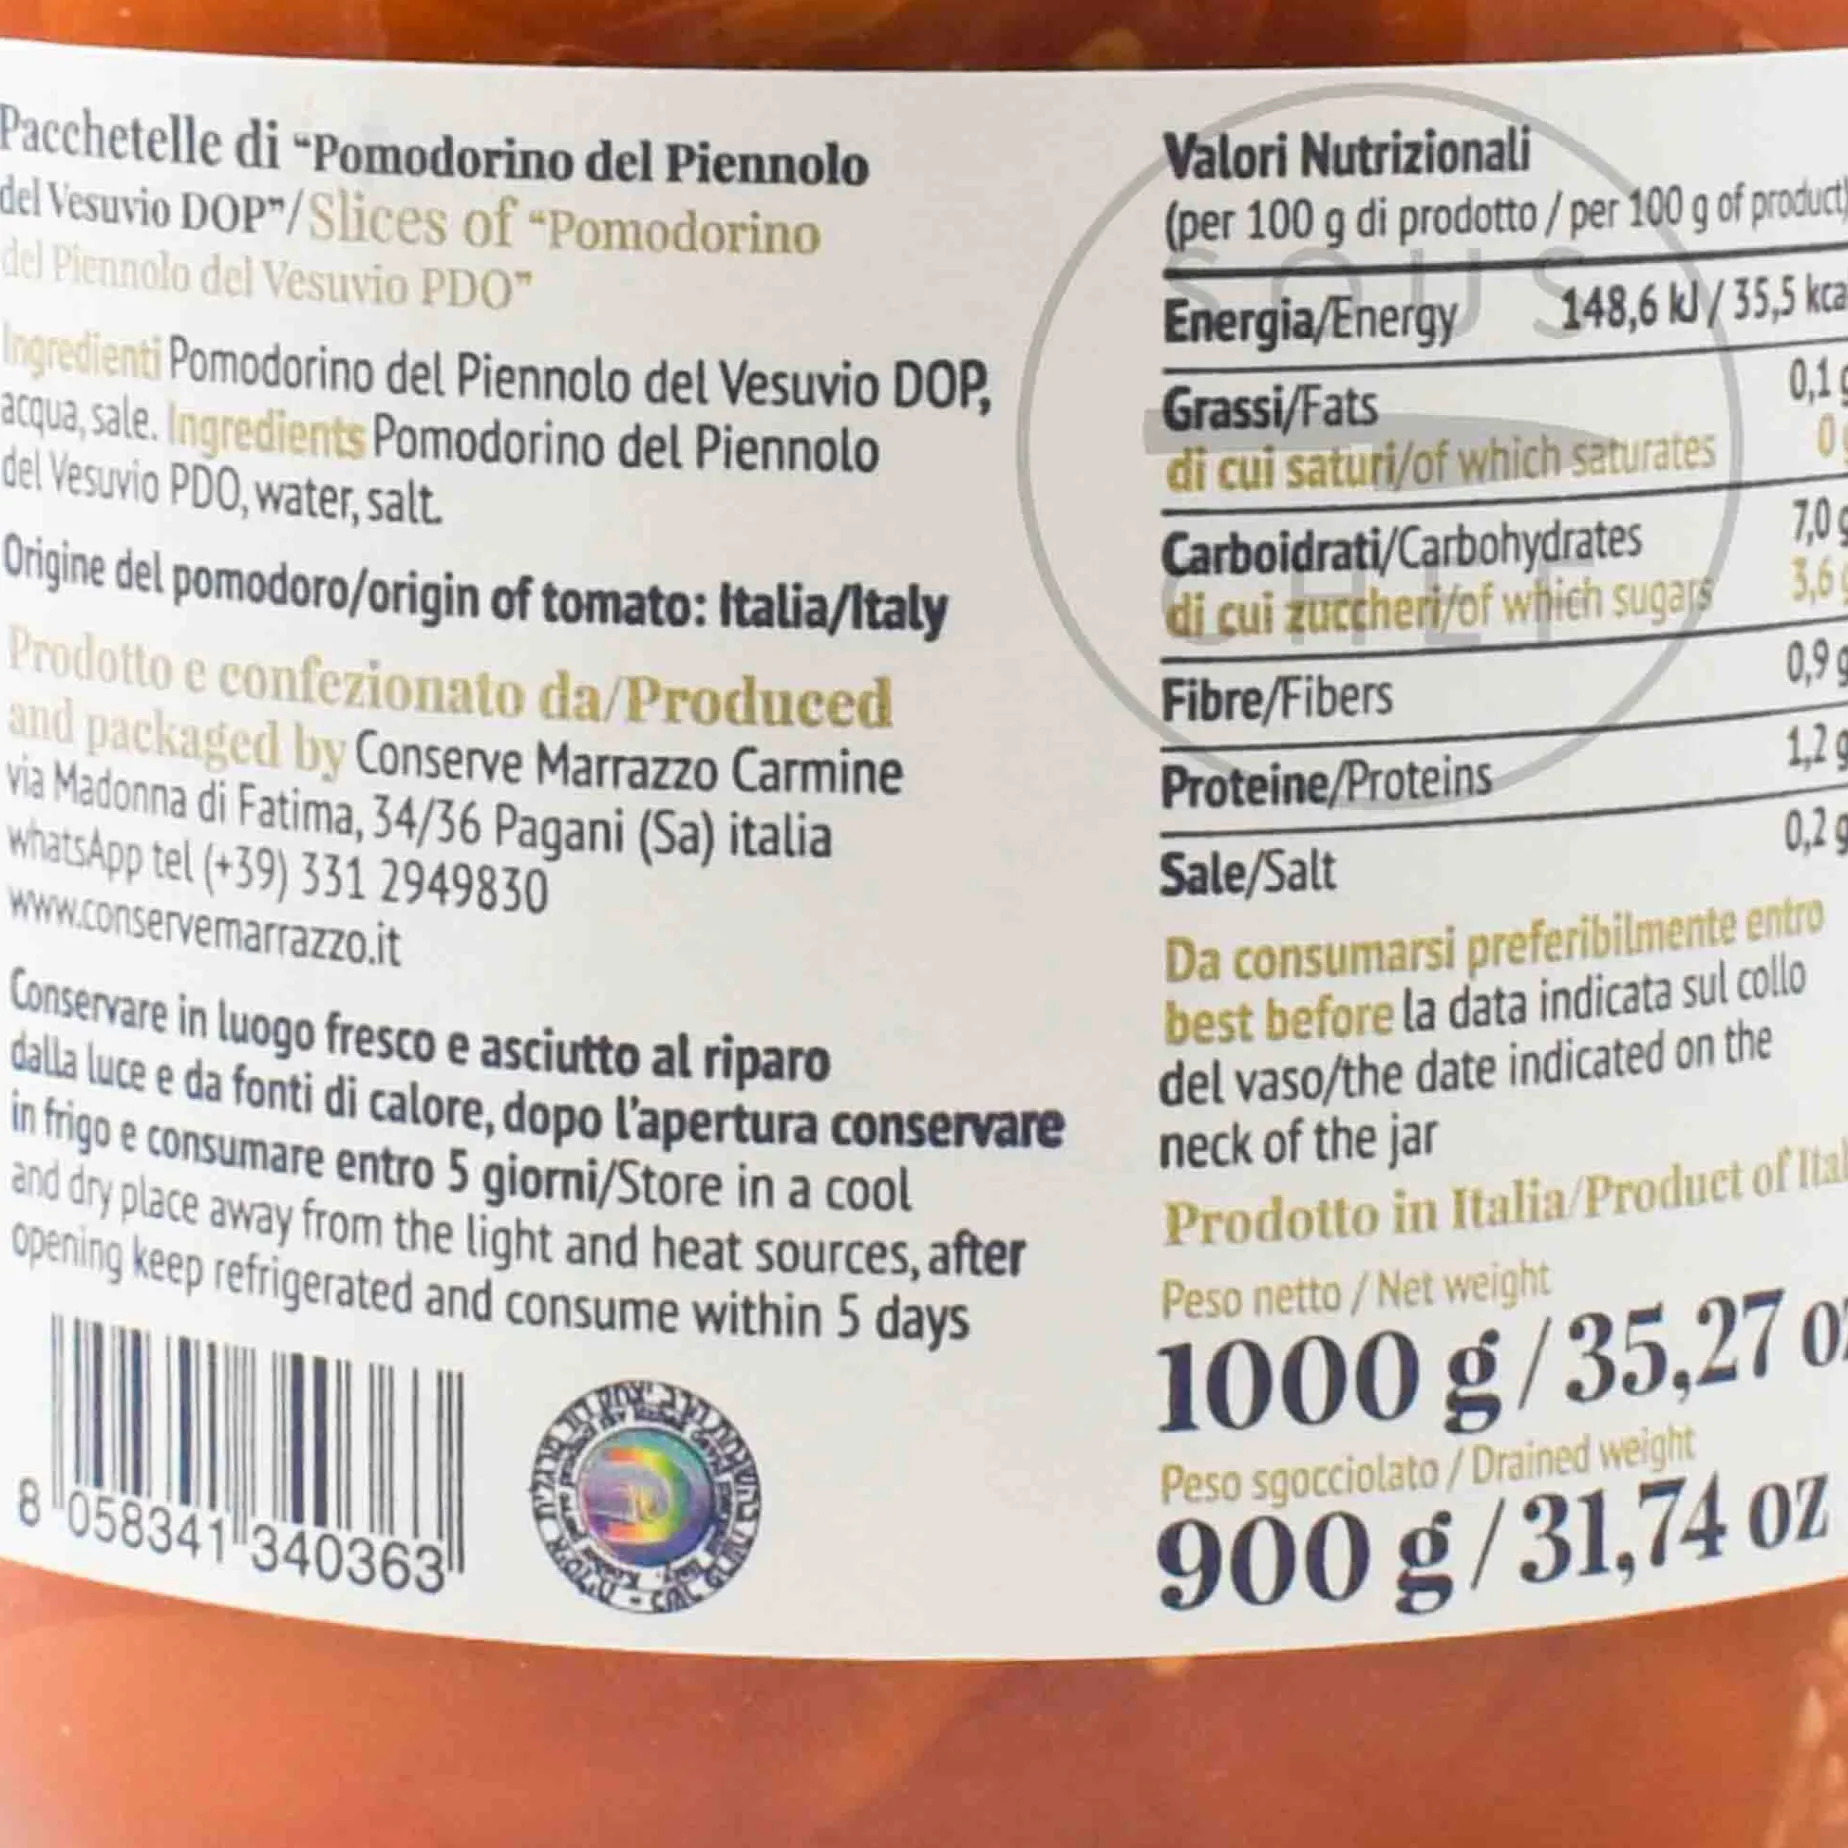 Pacchetelle di “Pomodorino del Piennolo
del Vesuvio DOP”/Slices of “Pomodorino
del Piennolo del Vesuvio PDO”
Ingredienti Pomodorino del Piennolo del Vesuvio DOP,
acqua, sale. Ingredients Pomodorino del Piennolo
del Vesuvio PDO, water, salt.
Origine del pomodoro/origin of tomato: Italia/Italy
Prodotto e confezionato da/Produced
and packaged by Conserve Marrazzo Carmine
via Madonna di Fatima, 34/36 Pagani (Sa) italia
whatsApp tel (+39) 331 2949830
www.conservemarrazzo.it
Conservare in luogo fresco e asciutto al riparo
dalla luce e da fonti di calore, dopo l'apertura conservare
in frigo e consumare entro 5 giorni/Store in a cool
and dry place away from the light and heat sources, after
opening keep refrigerated and consume within 5 days
8 058341 340363
Valori Nutrizionali
(per 100 g di prodotto / per 100 g of product)
Energia/Energy 148,6 kJ / 35,5 kca
Grassi/Fats 0,1 g
di cui saturi/of which saturates 0 g
Carboidrati/Carbohydrates 7,0 g
di cui zuccheri/of which sugars 3,6 g
Fibre/Fibers 0,9 g
Proteine/Proteins 1,2 g
Sale/Salt 0,2 g
Da consumarsi preferibilmente entro
best before la data indicata sul collo
del vaso/the date indicated on the
neck of the jar
Prodotto in Italia/Product of Ital
Peso netto / Net weight
1000 g / 35,27 oz
Peso sgocciolato / Drained weight
900 g / 31,74 oz
SOUS
CHEF